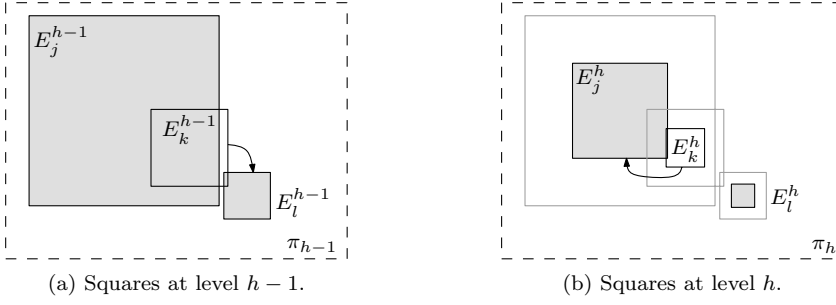 E_j^{h-1}
E_k^{h-1}
E_l^{h-1}
π_{h-1}
(a) Squares at level h − 1.
E_j^h
E_k^h
E_l^h
π_h
(b) Squares at level h.